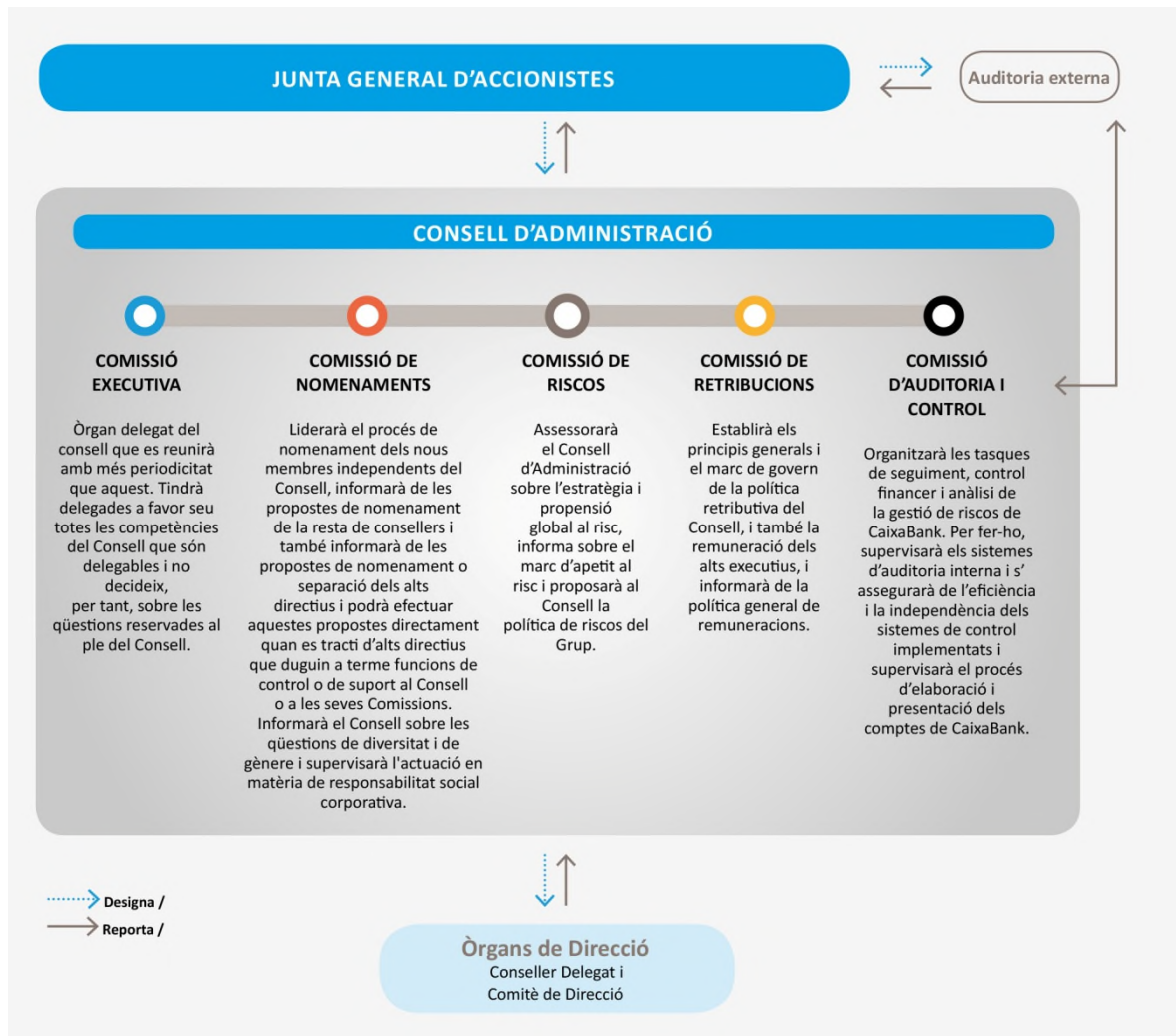 JUNTA GENERAL D'ACCIONISTES
Auditoria externa
CONSELL D'ADMINISTRACIÓ
COMISSIÓ
EXECUTIVA
Òrgan delegat del
consell que es reunirà
amb més periodicitat
que aquest. Tindrà
delegades a favor seu
totes les competències
del Consell que són
delegables i no
decideix,
per tant, sobre les
qüestions reservades al
ple del Consell.
COMISSIÓ DE
NOMENAMENTS
Liderarà el procés de
nomenament dels nous
membres independents del
Consell, informarà de les
propostes de nomenament
de la resta de consellers i
també informarà de les
propostes de nomenament o
separació dels alts
directius i podrà efectuar
aquestes propostes directament
quan es tracti d'alts directius
que duguin a terme funcions de
control o de suport al Consell
o a les seves Comissions.
Informarà el Consell sobre les
qüestions de diversitat i de
gènere i supervisarà l'actuació en
matèria de responsabilitat social
corporativa.
COMISSIÓ DE
RISCOS
Assessorarà
el Consell
d'Administració
sobre l'estratègia i
propensió
global al risc,
informa sobre el
marc d'apetit al
risc i proposarà al
Consell la
política de riscos del
Grup.
COMISSIÓ DE
RETRIBUCIONS
Establirà els
principis generals i
el marc de govern
de la política
retributiva del
Consell, i també la
remuneració dels
alts executius, i
informarà de la
política general de
remuneracions.
COMISSIÓ
D'AUDITORIA I
CONTROL
Organitzarà les tasques
de seguiment, control
financer i anàlisi de
la gestió de riscos de
CaixaBank. Per fer-ho,
supervisarà els sistemes
d'auditoria interna i s'
assegurarà de l'eficiència
i la independència dels
sistemes de control
implementats i
supervisarà el procés
d'elaboració i
presentació dels
comptes de CaixaBank.
Designa /
Reporta /
Òrgans de Direcció
Conseller Delegat i
Comitè de Direcció